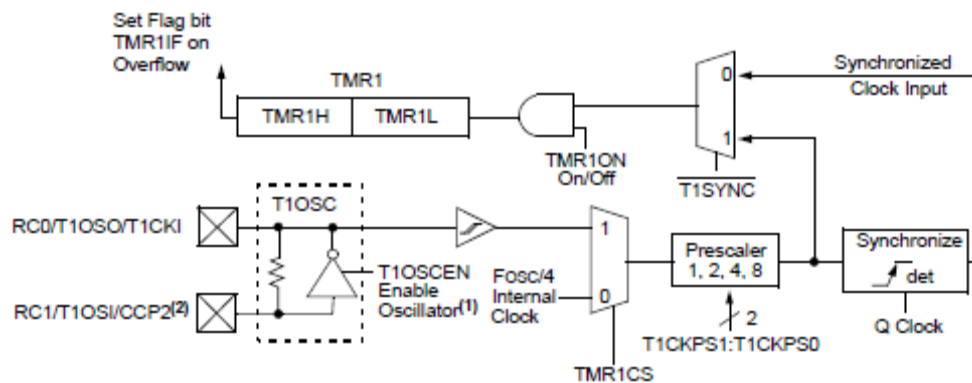 Set Flag bit
TMR1IF on
Overflow
TMR1
TMR1H
TMR1L
TMR1ON
On/Off
0
1
T1SYNC
Synchronized
Clock Input
RC0/T1OSO/T1CKI
T1OSC
RC1/T1OSI/CCP2(2)
T1OSCEN
Enable
Oscillator(1)
FOSC/4
Internal
Clock
1
0
TMR1CS
Prescaler
1, 2, 4, 8
2
T1CKPS1:T1CKPS0
Synchronize
det
Q Clock